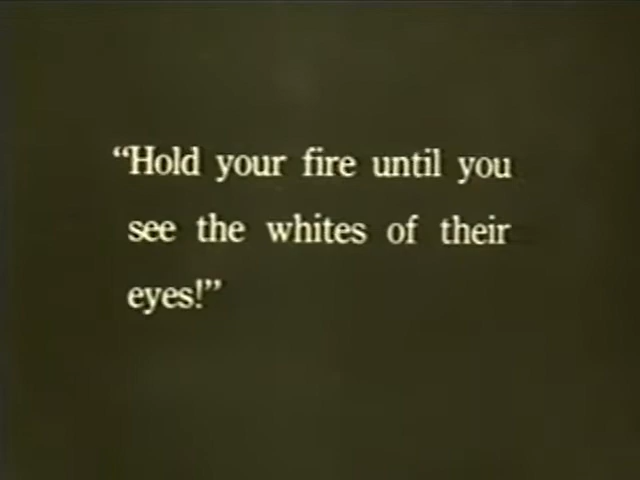 “Hold your fire until you
see the whites of their
eyes!”